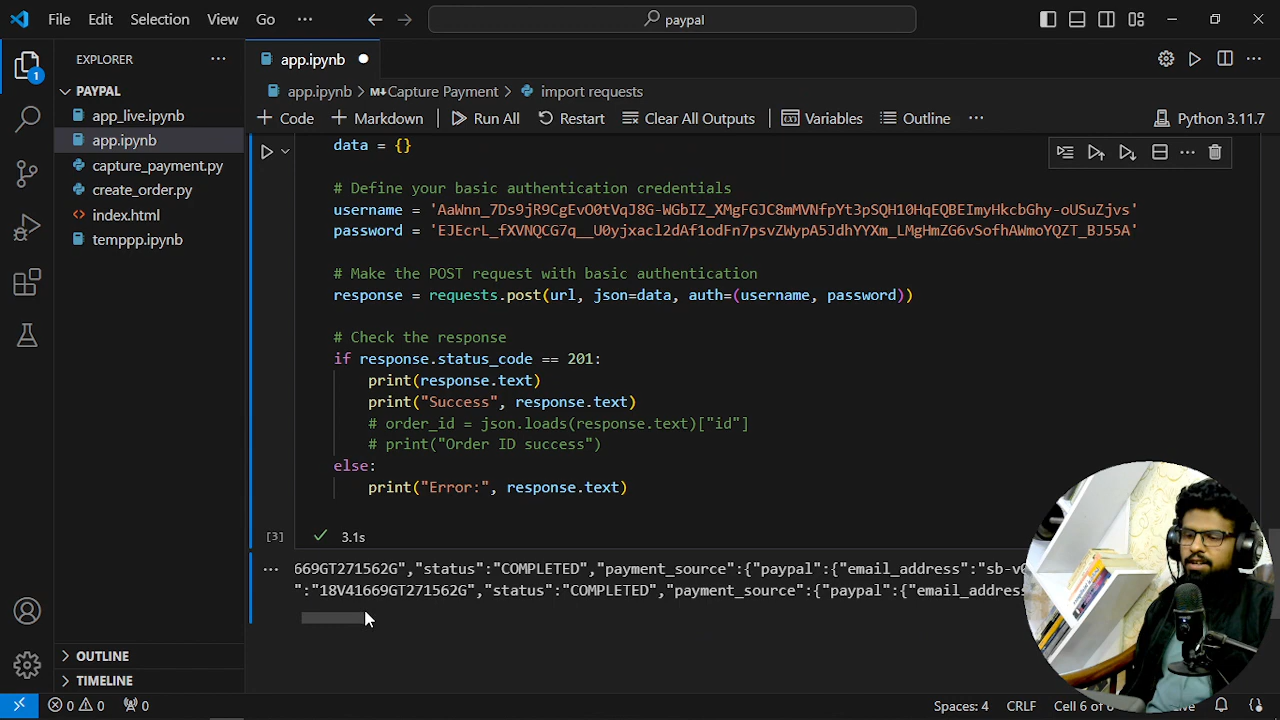 File Edit Selection View Go ··· paypal
EXPLORER ···
app.ipynb
PAYPAL
app.ipynb > Capture Payment > import requests
app_live.ipynb
+ Code + Markdown Run All Restart Clear All Outputs Variables Outline ··· Python 3.11.7
app.ipynb
data = {}
capture_payment.py
# Define your basic authentication credentials
create_order.py
username = 'AaWnn_7Ds9jR9CgEvO0tVqJ8G-WGbIZ_XMgFGJC8mMVNfpYt3pSQH10HqEQBEImyHkcbGhy-oUSuZjvs'
index.html
password = 'EJEcrL_fXVNQCG7q__U0yjxacl2dAf1odFn7psvZWypA5JdhYYXm_LMgHmZG6vSofhAWmoYQZT_BJ55A'
temppp.ipynb
# Make the POST request with basic authentication
response = requests.post(url, json=data, auth=(username, password))
# Check the response
if response.status_code == 201:
print(response.text)
print("Success", response.text)
# order_id = json.loads(response.text)["id"]
# print("Order ID success")
else:
print("Error:", response.text)
[3] 3.1s
669GT271562G","status":"COMPLETED","payment_source":{"paypal":{"email_address":"sb-v
":"18V41669GT271562G","status":"COMPLETED","payment_source":{"paypal":{"email_address
OUTLINE
TIMELINE
0 0 0 Spaces: 4 CRLF Cell 6 of
1